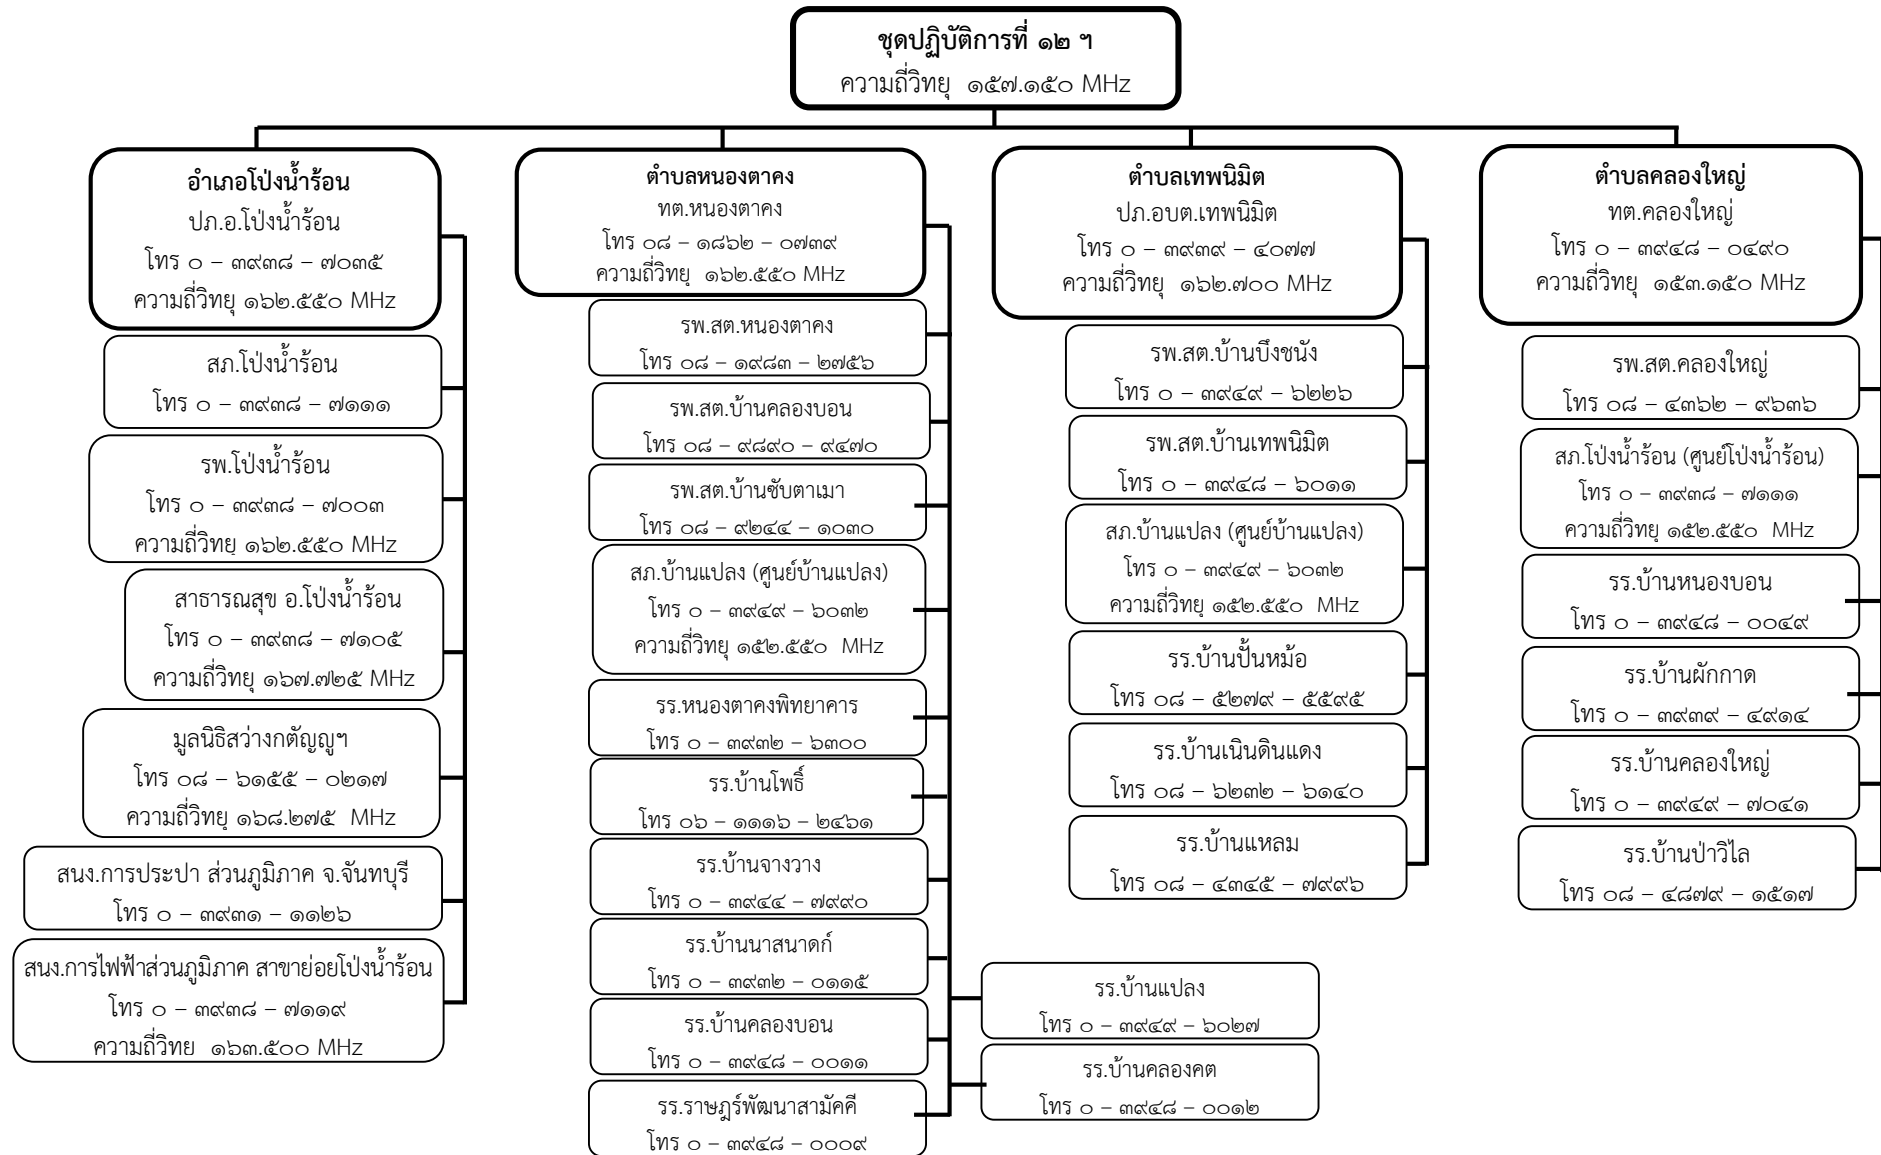 ชุดปฏิบัติการที่ ๑๒ ฯ
ความถี่วิทยุ ๑๕๗.๑๕๐ MHz
อำเภอโป่งน้ำร้อน
ปภ.อ.โป่งน้ำร้อน
โทร ๐ – ๓๙๓๘ – ๗๐๓๕
ความถี่วิทยุ ๑๖๒.๕๕๐ MHz
สภ.โป่งน้ำร้อน
โทร ๐ – ๓๙๓๘ – ๗๑๑๑
รพ.โป่งน้ำร้อน
โทร ๐ – ๓๙๓๘ – ๗๐๐๓
ความถี่วิทยุ ๑๖๒.๕๕๐ MHz
สาธารณสุข อ.โป่งน้ำร้อน
โทร ๐ – ๓๙๓๘ – ๗๑๐๕
ความถี่วิทยุ ๑๖๗.๗๒๕ MHz
มูลนิธิสว่างกตัญญูฯ
โทร ๐๘ – ๖๑๕๕ – ๐๒๑๗
ความถี่วิทยุ ๑๖๘.๒๗๕ MHz
สนง.การประปา ส่วนภูมิภาค จ.จันทบุรี
โทร ๐ – ๓๙๓๑ – ๑๑๒๖
สนง.การไฟฟ้าส่วนภูมิภาค สาขาย่อยโป่งน้ำร้อน
โทร ๐ – ๓๙๓๘ – ๗๑๑๙
ความถี่วิทย ๑๖๓.๕๐๐ MHz
ตำบลหนองตาคง
ทต.หนองตาคง
โทร ๐๘ – ๑๘๖๒ – ๐๗๓๙
ความถี่วิทยุ ๑๖๒.๕๕๐ MHz
รพ.สต.หนองตาคง
โทร ๐๘ – ๑๙๘๓ – ๒๗๕๖
รพ.สต.บ้านคลองบอน
โทร ๐๘ – ๙๘๙๐ – ๙๔๗๐
รพ.สต.บ้านซับตาเมา
โทร ๐๘ – ๙๒๔๔ – ๑๐๓๐
สภ.บ้านแปลง (ศูนย์บ้านแปลง)
โทร ๐ – ๓๙๔๙ – ๖๐๓๒
ความถี่วิทยุ ๑๕๒.๕๕๐ MHz
รร.หนองตาคงพิทยาคาร
โทร ๐ – ๓๙๓๒ – ๖๓๐๐
รร.บ้านโพธิ์
โทร ๐๖ – ๑๑๑๖ – ๒๔๖๑
รร.บ้านจางวาง
โทร ๐ – ๓๙๔๔ – ๗๙๙๐
รร.บ้านนาสนาดก์
โทร ๐ – ๓๙๓๒ – ๐๑๑๕
รร.บ้านคลองบอน
โทร ๐ – ๓๙๔๘ – ๐๐๑๑
รร.ราษฎร์พัฒนาสามัคคี
โทร ๐ – ๓๙๔๘ – ๐๐๐๙
รร.บ้านแปลง
โทร ๐ – ๓๙๔๙ – ๖๐๒๗
รร.บ้านคลองคต
โทร ๐ – ๓๙๔๘ – ๐๐๑๒
ตำบลเทพนิมิต
ปภ.อบต.เทพนิมิต
โทร ๐ – ๓๙๓๙ – ๔๐๗๗
ความถี่วิทยุ ๑๖๒.๗๐๐ MHz
รพ.สต.บ้านบึงชนัง
โทร ๐ – ๓๙๔๙ – ๖๒๒๖
รพ.สต.บ้านเทพนิมิต
โทร ๐ – ๓๙๔๘ – ๖๐๑๑
สภ.บ้านแปลง (ศูนย์บ้านแปลง)
โทร ๐ – ๓๙๔๙ – ๖๐๓๒
ความถี่วิทยุ ๑๕๒.๕๕๐ MHz
รร.บ้านปั้นหม้อ
โทร ๐๘ – ๕๒๗๙ – ๕๕๙๕
รร.บ้านเนินดินแดง
โทร ๐๘ – ๖๒๓๒ – ๖๑๔๐
รร.บ้านแหลม
โทร ๐๘ – ๔๓๔๕ – ๗๙๙๖
ตำบลคลองใหญ่
ทต.คลองใหญ่
โทร ๐ – ๓๙๔๘ – ๐๔๙๐
ความถี่วิทยุ ๑๕๓.๑๕๐ MHz
รพ.สต.คลองใหญ่
โทร ๐๘ – ๔๓๖๒ – ๙๖๓๖
สภ.โป่งน้ำร้อน (ศูนย์โป่งน้ำร้อน)
โทร ๐ – ๓๙๓๘ – ๗๑๑๑
ความถี่วิทยุ ๑๕๒.๕๕๐ MHz
รร.บ้านหนองบอน
โทร ๐ – ๓๙๔๘ – ๐๐๔๙
รร.บ้านผักกาด
โทร ๐ – ๓๙๓๙ – ๔๙๑๔
รร.บ้านคลองใหญ่
โทร ๐ – ๓๙๔๙ – ๗๐๔๑
รร.บ้านป่าวิไล
โทร ๐๘ – ๔๘๗๙ – ๑๕๑๗